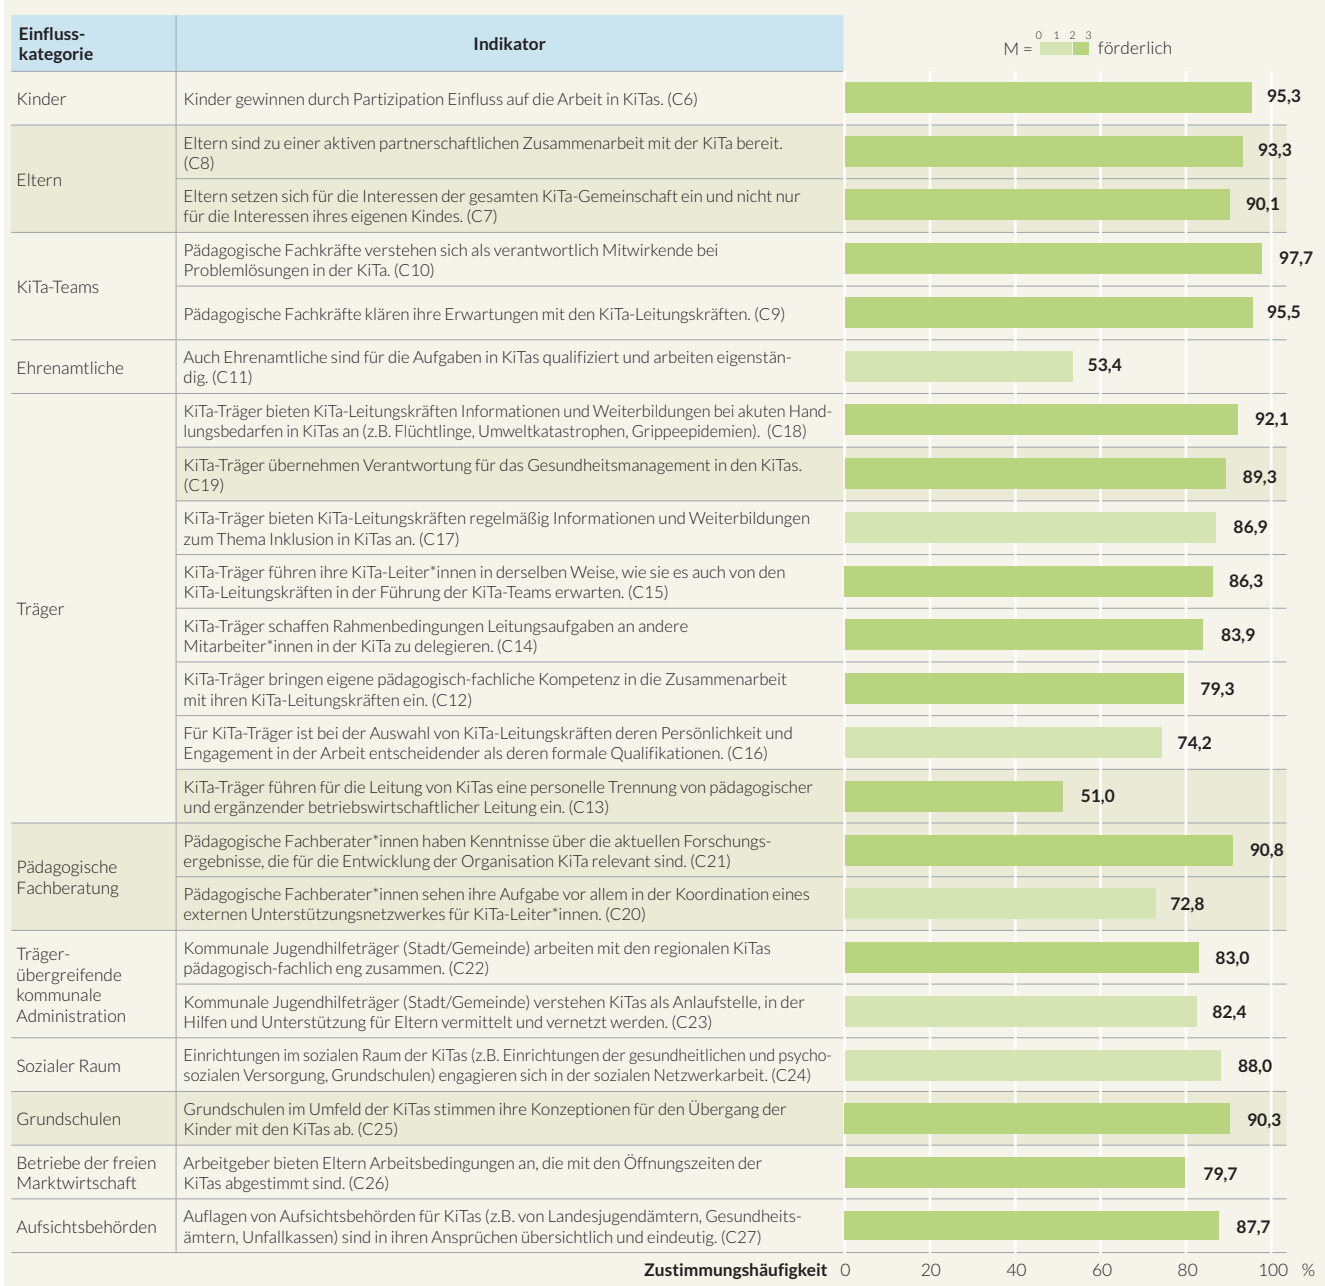 Einfluss-
kategorie
Indikator
0 1 2 3
M = förderlich
Kinder
Kinder gewinnen durch Partizipation Einfluss auf die Arbeit in KiTas. (C6)
95,3
Eltern
Eltern sind zu einer aktiven partnerschaftlichen Zusammenarbeit mit der KiTa bereit.
(C8)
93,3
Eltern setzen sich für die Interessen der gesamten KiTa-Gemeinschaft ein und nicht nur
für die Interessen ihres eigenen Kindes. (C7)
90,1
KiTa-Teams
Pädagogische Fachkräfte verstehen sich als verantwortlich Mitwirkende bei
Problemlösungen in der KiTa. (C10)
97,7
Pädagogische Fachkräfte klären ihre Erwartungen mit den KiTa-Leitungskräften. (C9)
95,5
Ehrenamtliche
Auch Ehrenamtliche sind für die Aufgaben in KiTas qualifiziert und arbeiten eigenstän-
dig. (C11)
53,4
Träger
KiTa-Träger bieten KiTa-Leitungskräften Informationen und Weiterbildungen bei akuten Hand-
lungsbedarfen in KiTas an (z.B. Flüchtlinge, Umweltkatastrophen, Grippeepidemien). (C18)
92,1
KiTa-Träger übernehmen Verantwortung für das Gesundheitsmanagement in den KiTas.
(C19)
89,3
KiTa-Träger bieten KiTa-Leitungskräften regelmäßig Informationen und Weiterbildungen
zum Thema Inklusion in KiTas an. (C17)
86,9
KiTa-Träger führen ihre KiTa-Leiter*innen in derselben Weise, wie sie es auch von den
KiTa-Leitungskräften in der Führung der KiTa-Teams erwarten. (C15)
86,3
KiTa-Träger schaffen Rahmenbedingungen Leitungsaufgaben an andere
Mitarbeiter*innen in der KiTa zu delegieren. (C14)
83,9
KiTa-Träger bringen eigene pädagogisch-fachliche Kompetenz in die Zusammenarbeit
mit ihren KiTa-Leitungskräften ein. (C12)
79,3
Für KiTa-Träger ist bei der Auswahl von KiTa-Leitungskräften deren Persönlichkeit und
Engagement in der Arbeit entscheidender als deren formale Qualifikationen. (C16)
74,2
KiTa-Träger führen für die Leitung von KiTas eine personelle Trennung von pädagogischer
und ergänzender betriebswirtschaftlicher Leitung ein. (C13)
51,0
Pädagogische
Fachberatung
Pädagogische Fachberater*innen haben Kenntnisse über die aktuellen Forschungs-
ergebnisse, die für die Entwicklung der Organisation KiTa relevant sind. (C21)
90,8
Pädagogische Fachberater*innen sehen ihre Aufgabe vor allem in der Koordination eines
externen Unterstützungsnetzwerkes für KiTa-Leiter*innen. (C20)
72,8
Träger-
übergreifende
kommunale
Administration
Kommunale Jugendhilfeträger (Stadt/Gemeinde) arbeiten mit den regionalen KiTas
pädagogisch-fachlich eng zusammen. (C22)
83,0
Kommunale Jugendhilfeträger (Stadt/Gemeinde) verstehen KiTas als Anlaufstelle, in der
Hilfen und Unterstützung für Eltern vermittelt und vernetzt werden. (C23)
82,4
Sozialer Raum
Einrichtungen im sozialen Raum der KiTas (z.B. Einrichtungen der gesundheitlichen und psycho-
sozialen Versorgung, Grundschulen) engagieren sich in der sozialen Netzwerkarbeit. (C24)
88,0
Grundschulen
Grundschulen im Umfeld der KiTas stimmen ihre Konzeptionen für den Übergang der
Kinder mit den KiTas ab. (C25)
90,3
Betriebe der freien
Marktwirtschaft
Arbeitgeber bieten Eltern Arbeitsbedingungen an, die mit den Öffnungszeiten der
KiTas abgestimmt sind. (C26)
79,7
Aufsichtsbehörden
Auflagen von Aufsichtsbehörden für KiTas (z.B. von Landesjugendämtern, Gesundheits-
ämtern, Unfallkassen) sind in ihren Ansprüchen übersichtlich und eindeutig. (C27)
87,7
Zustimmungshäufigkeit 0 20 40 60 80 100 %